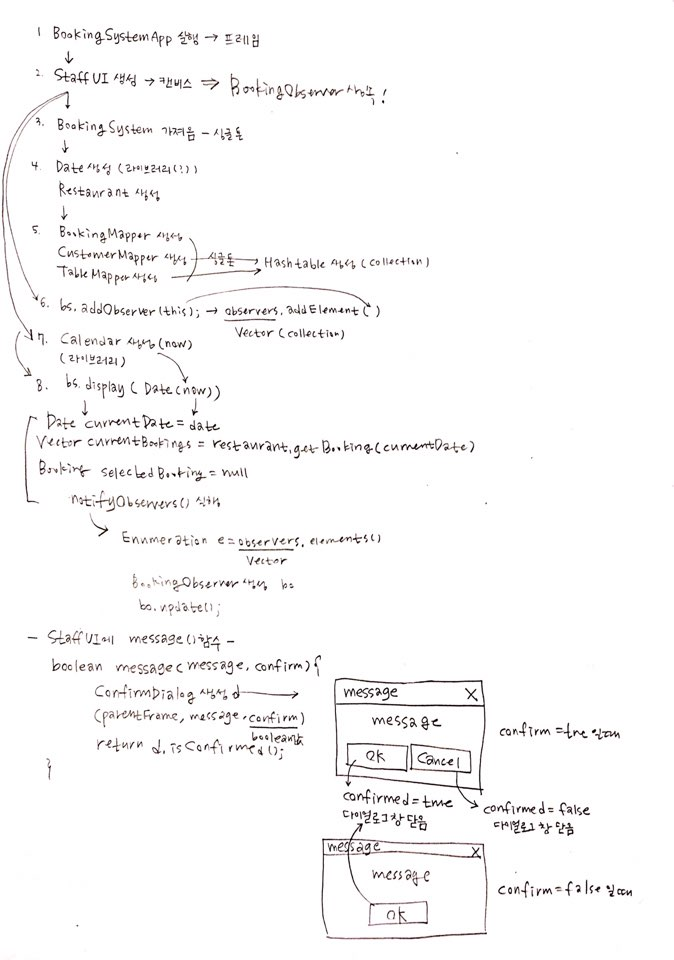 1 BookingSystemApp 실행 → 프레임
2. StaffUI 생성 → 캔버스 ⇒ BookingObserver 상속!
3. BookingSystem 가져옴 - 싱글톤
4. Date 생성 (라이브러리(?))
Restaurant 생성
5. BookingMapper 생성
CustomerMapper 생성 싱글톤 → Hashtable 생성 (collection)
TableMapper 생성
6. bs.addObserver(this); → observers.addElement( )
Vector (collection)
7. Calendar 생성 (now)
(라이브러리)
8. bs.display ( Date(now))
Date currentDate = date
Vector currentBookings = restaurant.getBooking(currentDate)
Booking selectedBooking = null
notifyObservers() 실행
Enumeration e = observers.elements()
Vector
BookingObserver 생성 bo
bo.update();
- StaffUI에 message()함수 -
boolean message(message, confirm) {
ConfirmDialog 생성 d
(parentFrame, message, confirm)
boolean값
return d.isConfirmed();
}
message X
message
OK Cancel
confirm = true 일때
confirmed = true
다이얼로그 창 닫음
confirmed = false
다이얼로그 창 닫음
message X
message
OK
confirm = false 일때